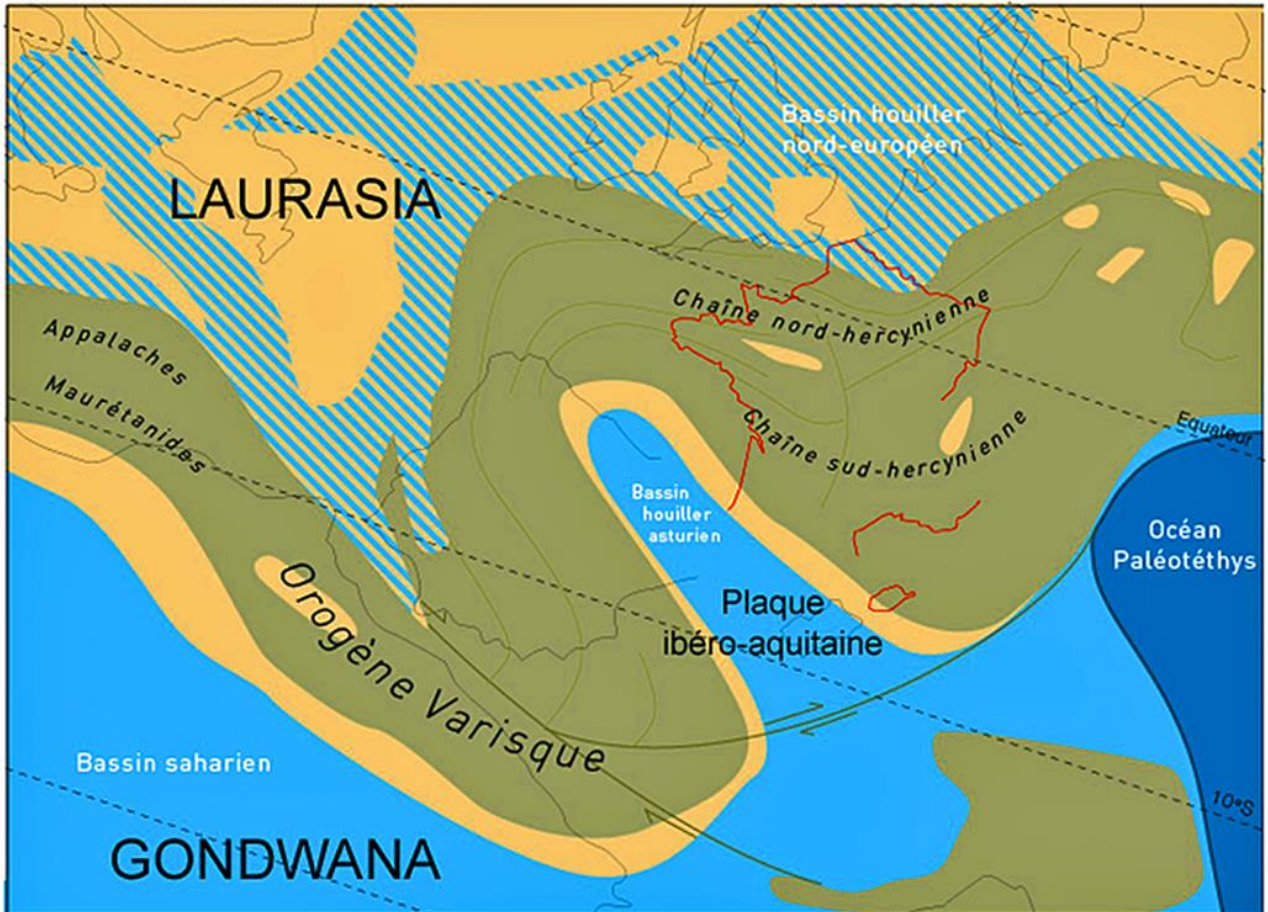 Bassin houiller
nord-européen
LAURASIA
Chaîne nord-hercynienne
Appalaches
Maurétanides
Chaîne sud-hercynienne
Equateur
Bassin
houiller
asturien
Océan
Paléotéthys
Orogène Varisque
Plaque
ibéro-aquitaine
Bassin saharien
10°S
GONDWANA